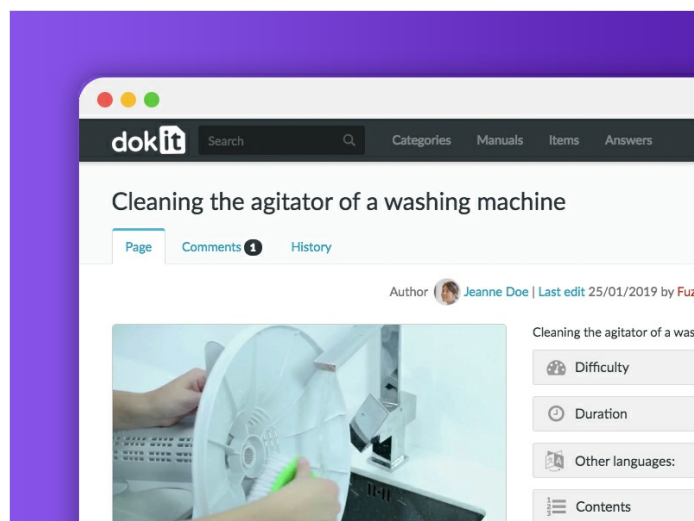 dokit Search Categories Manuals Items Answers
Cleaning the agitator of a washing machine
Page Comments 1 History
Author Jeanne Doe | Last edit 25/01/2019 by
Cleaning the agitator of a
Difficulty
Duration
Other languages:
Contents